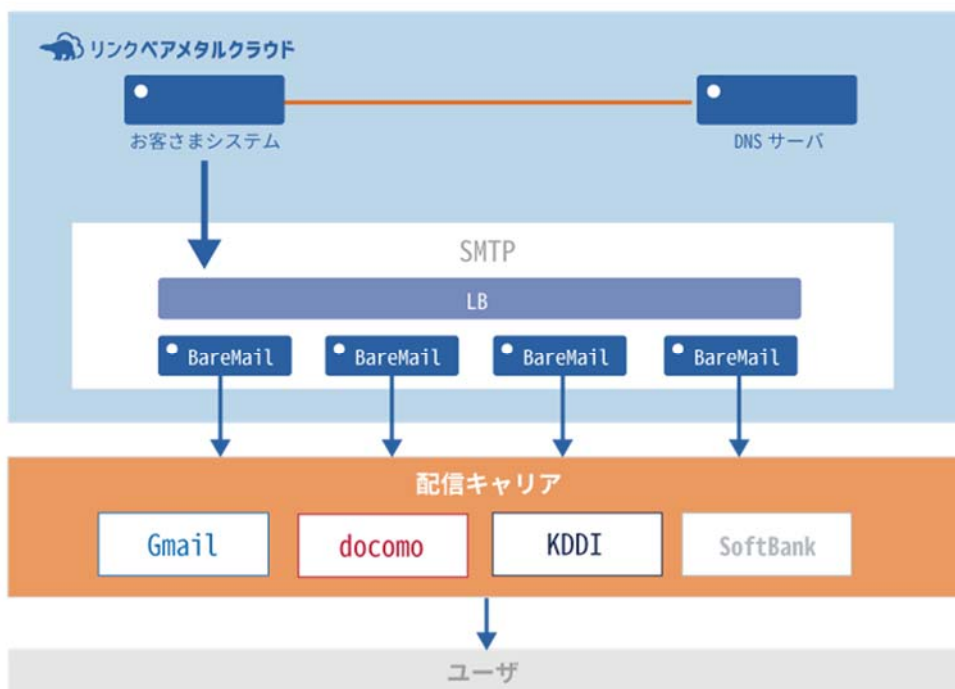 リンクベアメタルクラウド
お客さまシステム
DNS サーバ
SMTP
LB
BareMail
BareMail
BareMail
BareMail
配信キャリア
Gmail
docomo
KDDI
SoftBank
ユーザ